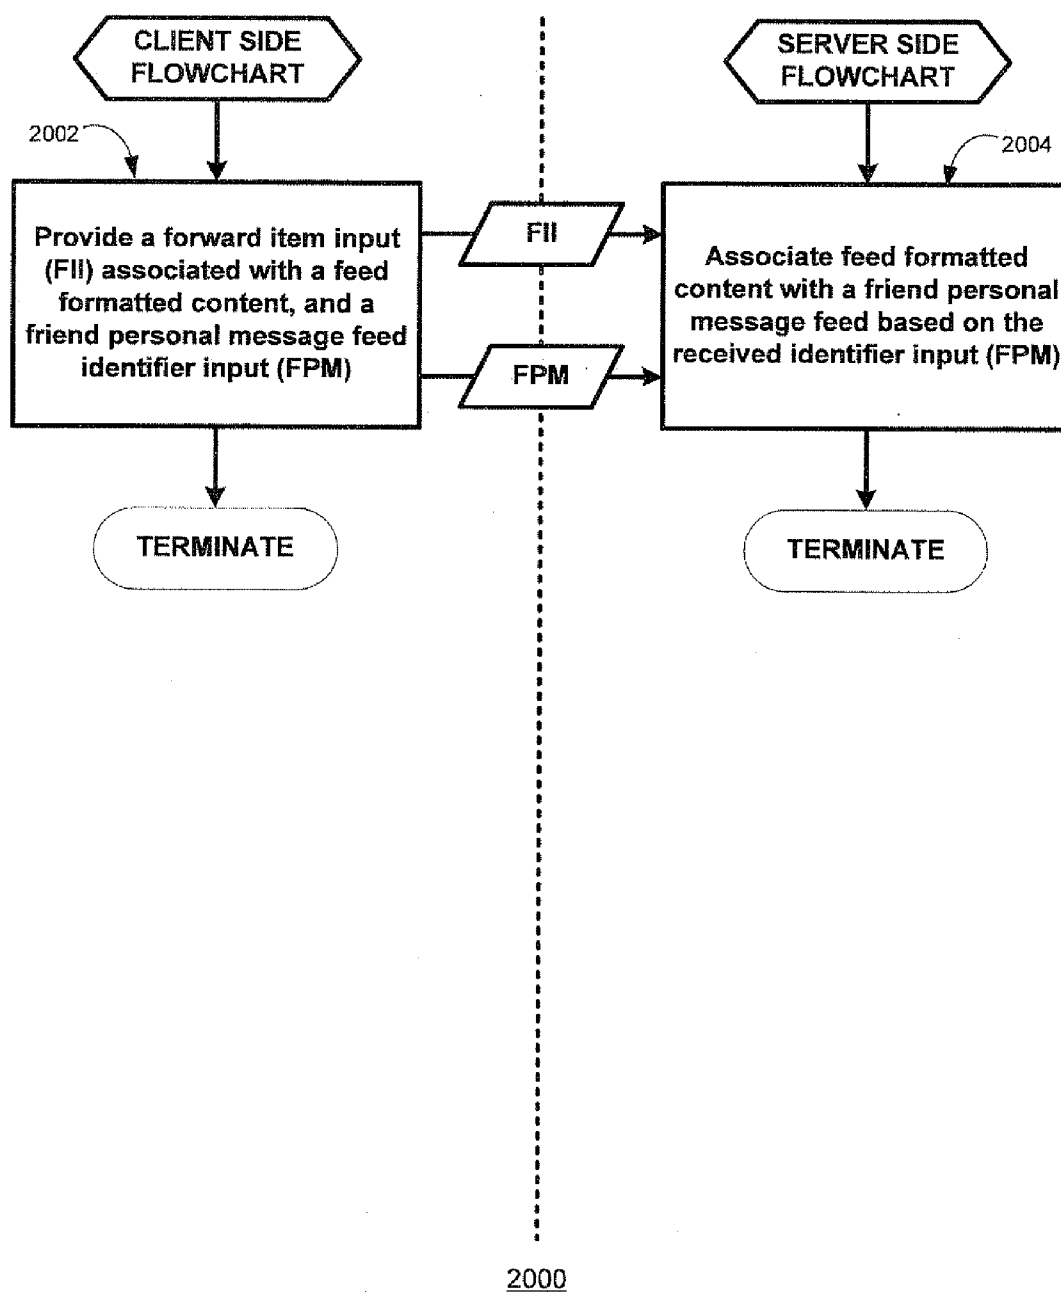 CLIENT SIDE
FLOWCHART
2002
Provide a forward item input
(FII) associated with a feed
formatted content, and a
friend personal message feed
identifier input (FPM)
TERMINATE
FII
FPM
SERVER SIDE
FLOWCHART
2004
Associate feed formatted
content with a friend personal
message feed based on the
received identifier input (FPM)
TERMINATE
2000